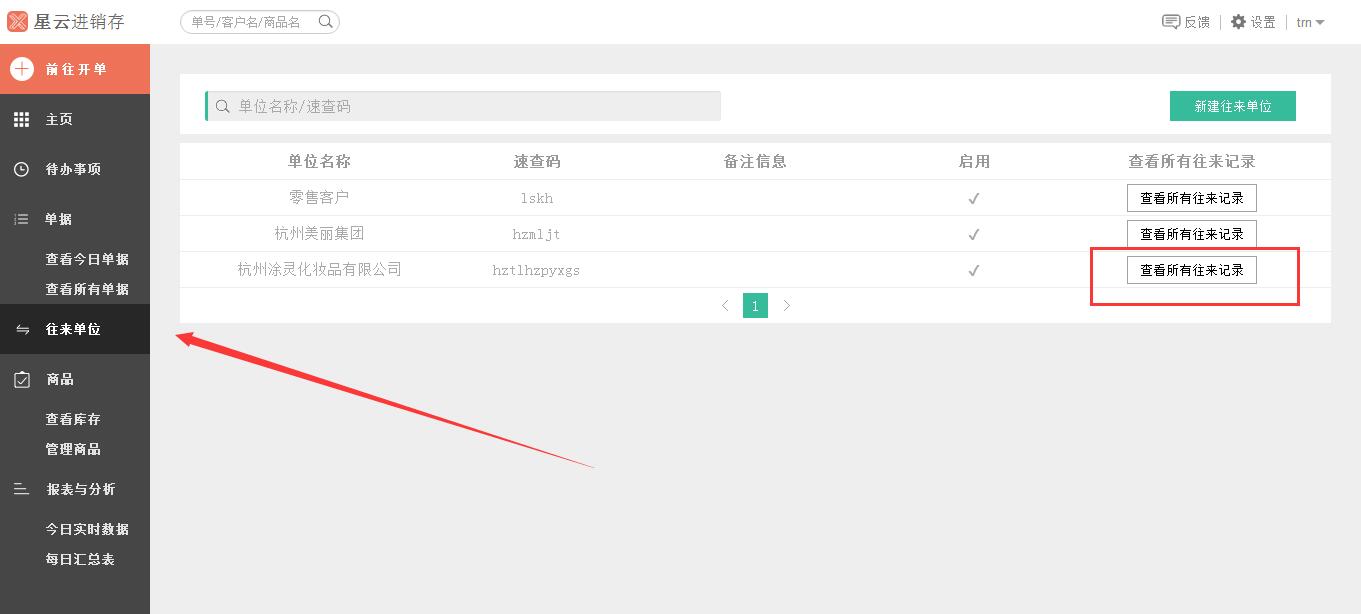 星云进销存
单号/客户名/商品名
反馈
设置
trn
前往开单
主页
待办事项
单据
查看今日单据
查看所有单据
往来单位
商品
查看库存
管理商品
报表与分析
今日实时数据
每日汇总表
单位名称/速查码
新建往来单位
单位名称 速查码 备注信息 启用 查看所有往来记录
零售客户 lskh 查看所有往来记录
杭州美丽集团 hzmljt 查看所有往来记录
杭州涂灵化妆品有限公司 hztlhzpyxgs 查看所有往来记录
1